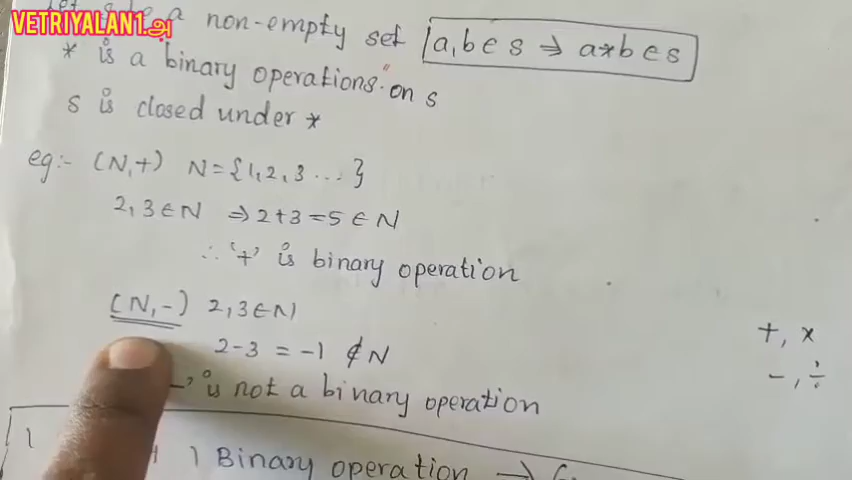 VETRIYALAN1.அ
a non-empty set a,b ∈ s ⇒ a*b ∈ s
* is a binary operations on s
s is closed under *
eg:- (N,+) N = {1,2,3 ... }
2,3 ∈ N ⇒ 2+3 = 5 ∈ N
∴ '+' is binary operation
(N,-) 2,3 ∈ N
2-3 = -1 ∉ N
-' is not a binary operation
+, ×
-, ÷
Binary operation →